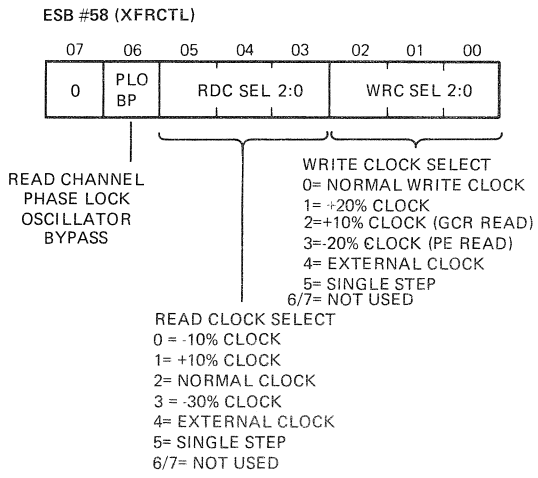 ESB #58 (XFRCTL)
07 06 05 04 03 02 01 00
0 PLO BP RDC SEL 2:0 WRC SEL 2:0
READ CHANNEL
PHASE LOCK
OSCILLATOR
BYPASS
WRITE CLOCK SELECT
0= NORMAL WRITE CLOCK
1= +20% CLOCK
2=+10% CLOCK (GCR READ)
3=-20% CLOCK (PE READ)
4= EXTERNAL CLOCK
5= SINGLE STEP
6/7= NOT USED
READ CLOCK SELECT
0 = -10% CLOCK
1= +10% CLOCK
2= NORMAL CLOCK
3 = -30% CLOCK
4= EXTERNAL CLOCK
5= SINGLE STEP
6/7= NOT USED